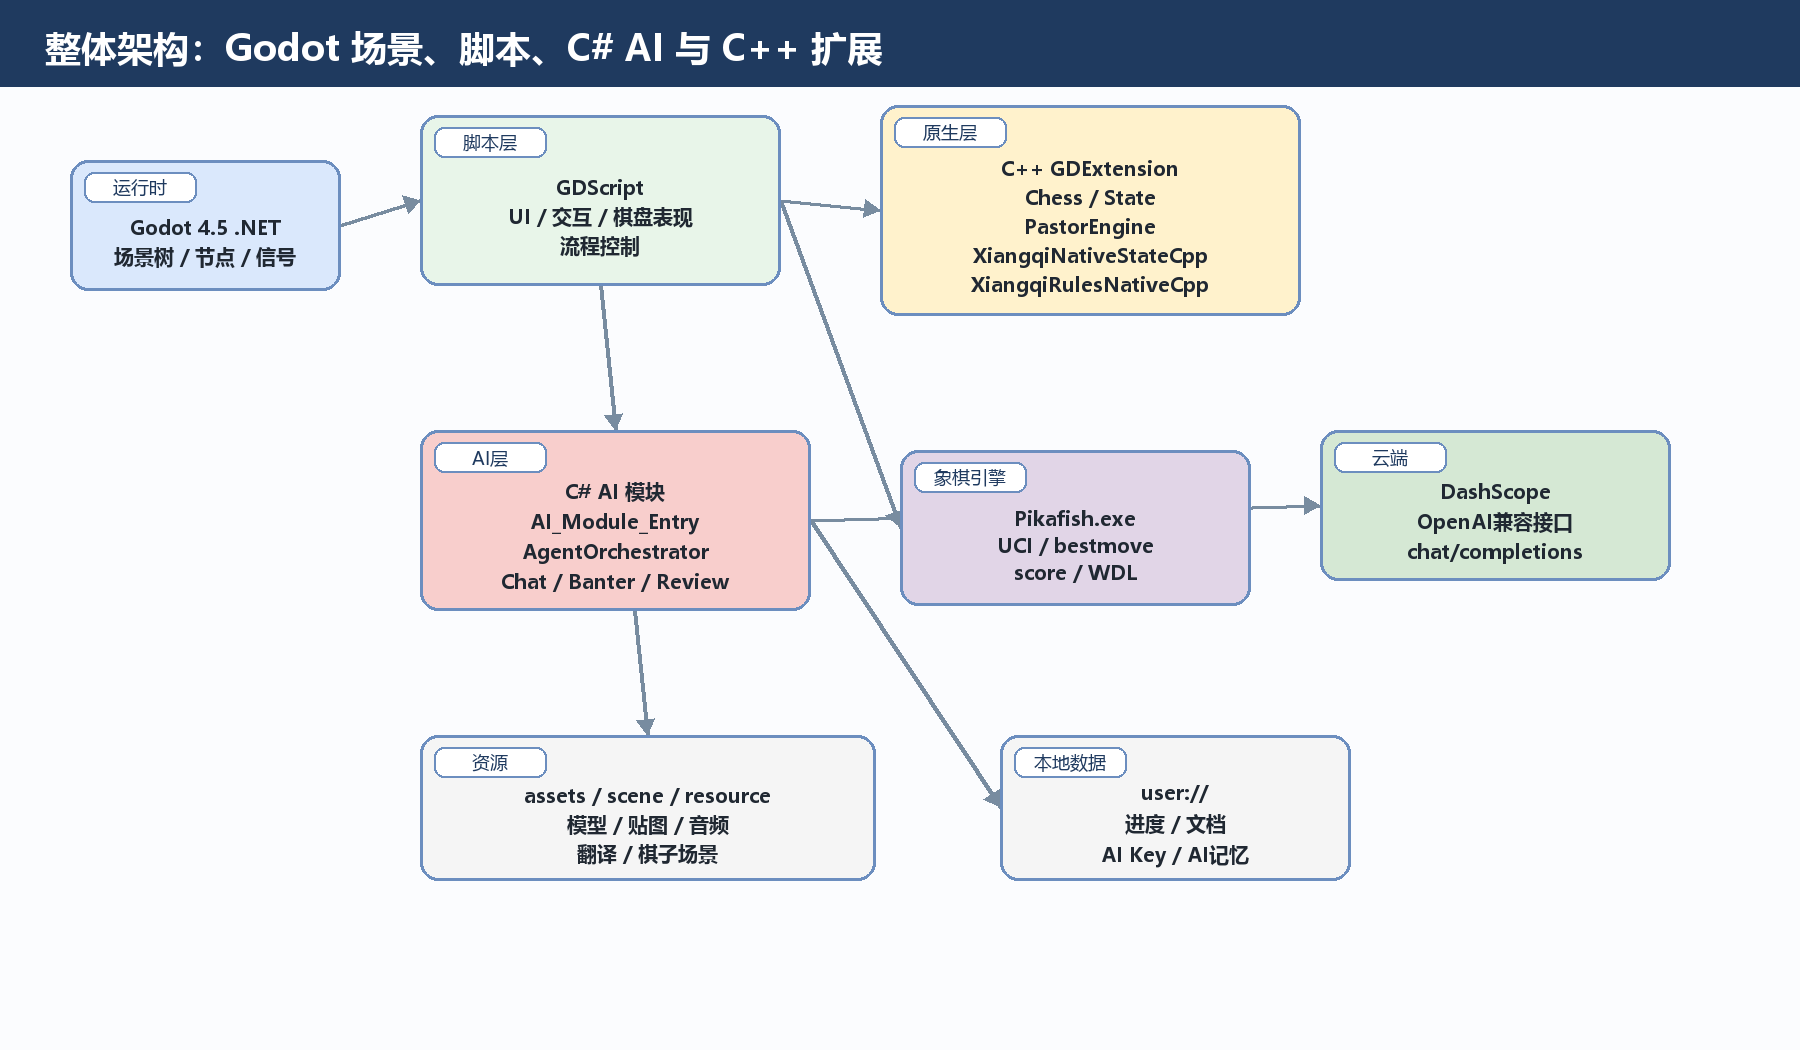 整体架构：Godot 场景、脚本、C# AI 与 C++ 扩展
运行时
Godot 4.5 .NET
场景树 / 节点 / 信号
脚本层
GDScript
UI / 交互 / 棋盘表现
流程控制
原生层
C++ GDExtension
Chess / State
PastorEngine
XiangqiNativeStateCpp
XiangqiRulesNativeCpp
AI层
C# AI 模块
AI_Module_Entry
AgentOrchestrator
Chat / Banter / Review
象棋引擎
Pikafish.exe
UCI / bestmove
score / WDL
云端
DashScope
OpenAI兼容接口
chat/completions
资源
assets / scene / resource
模型 / 贴图 / 音频
翻译 / 棋子场景
本地数据
user://
进度 / 文档
AI Key / AI记忆